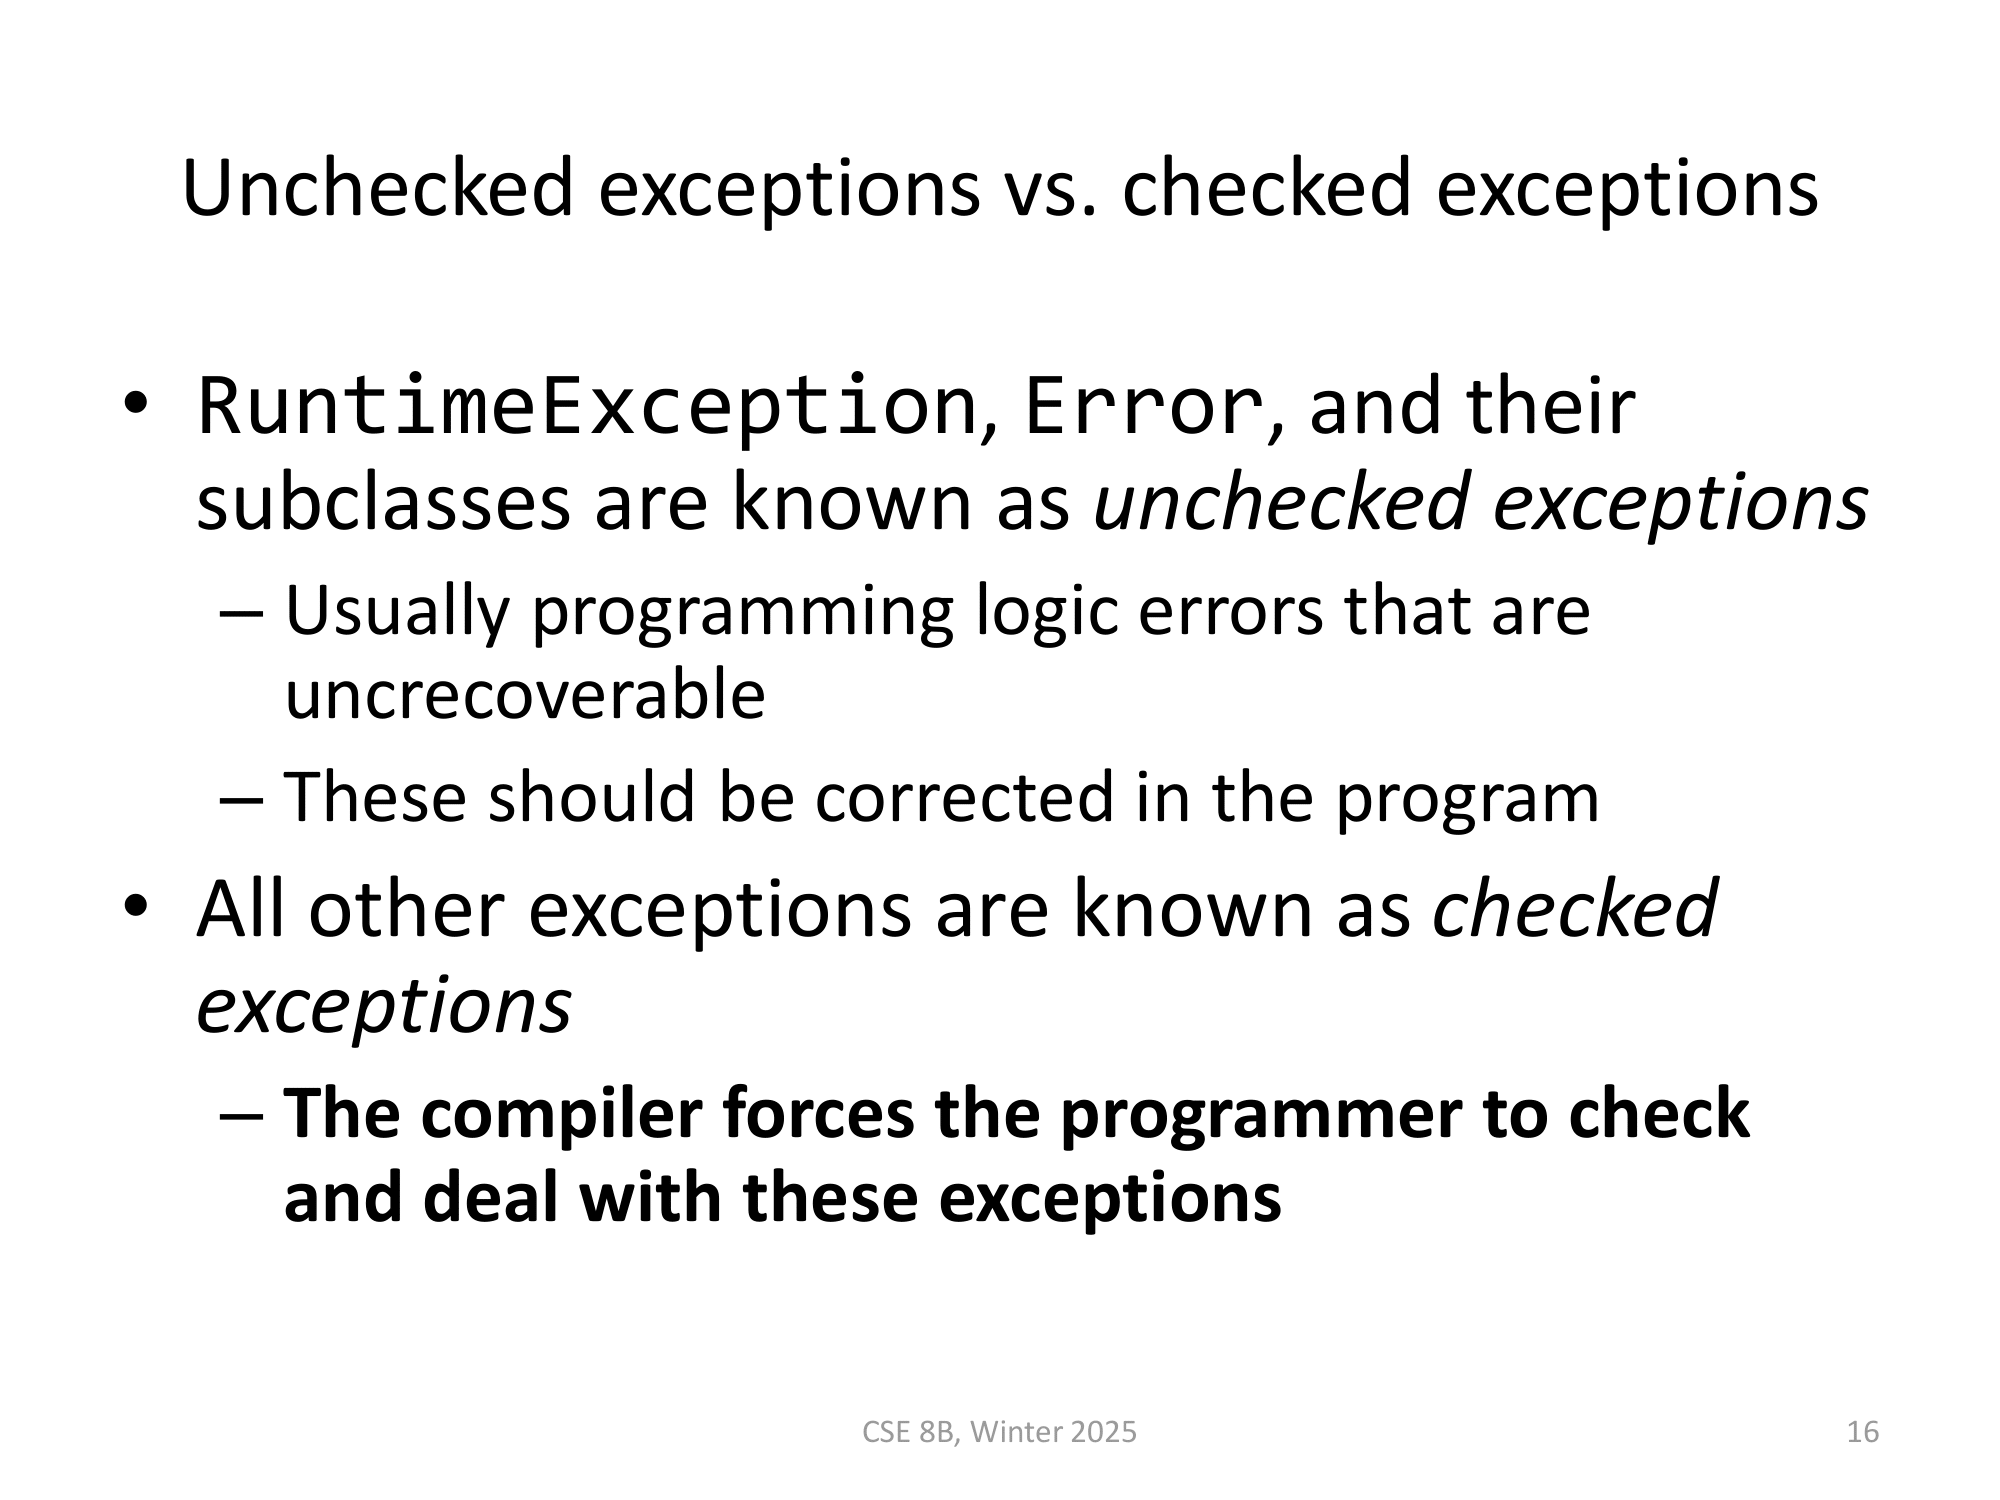 Unchecked exceptions vs. checked exceptions
• RuntimeException, Error, and their
subclasses are known as unchecked exceptions
– Usually programming logic errors that are
uncrecoverable
– These should be corrected in the program
• All other exceptions are known as checked
exceptions
– The compiler forces the programmer to check
and deal with these exceptions
CSE 8B, Winter 2025
16